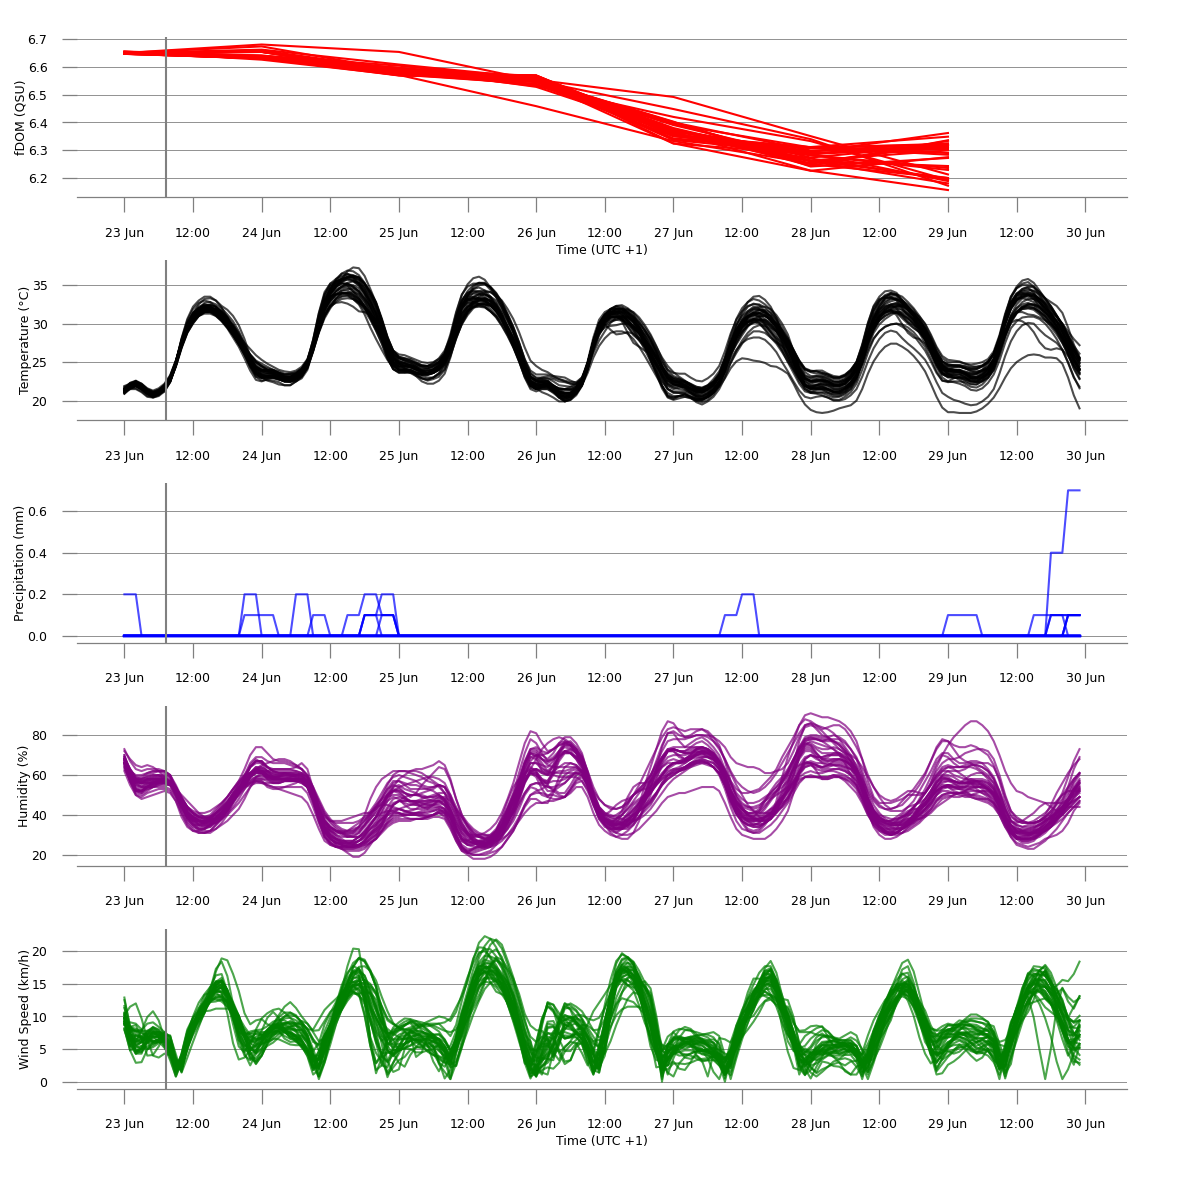 6.7
6.6
6.5
6.4
6.3
6.2
fDOM (QSU)
23 Jun 12:00 24 Jun 12:00 25 Jun 12:00 26 Jun 12:00 27 Jun 12:00 28 Jun 12:00 29 Jun 12:00 30 Jun
Time (UTC +1)
35
30
25
20
Temperature (°C)
23 Jun 12:00 24 Jun 12:00 25 Jun 12:00 26 Jun 12:00 27 Jun 12:00 28 Jun 12:00 29 Jun 12:00 30 Jun
0.6
0.4
0.2
0.0
Precipitation (mm)
23 Jun 12:00 24 Jun 12:00 25 Jun 12:00 26 Jun 12:00 27 Jun 12:00 28 Jun 12:00 29 Jun 12:00 30 Jun
80
60
40
20
Humidity (%)
23 Jun 12:00 24 Jun 12:00 25 Jun 12:00 26 Jun 12:00 27 Jun 12:00 28 Jun 12:00 29 Jun 12:00 30 Jun
20
15
10
5
0
Wind Speed (km/h)
23 Jun 12:00 24 Jun 12:00 25 Jun 12:00 26 Jun 12:00 27 Jun 12:00 28 Jun 12:00 29 Jun 12:00 30 Jun
Time (UTC +1)